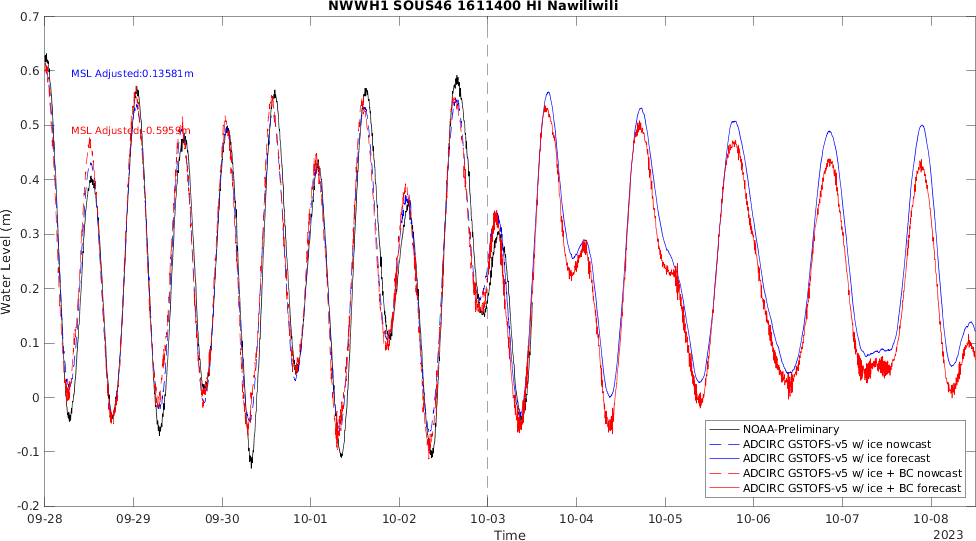 NWWH1 SOUS46 1611400 HI Nawiliwili
0.7
0.6
0.5
0.4
0.3
0.2
0.1
0
-0.1
-0.2
Water Level (m)
MSL Adjusted:0.13581m
MSL Adjusted:-0.5959m
NOAA-Preliminary
ADCIRC GSTOFS-v5 w/ ice nowcast
ADCIRC GSTOFS-v5 w/ ice forecast
ADCIRC GSTOFS-v5 w/ ice + BC nowcast
ADCIRC GSTOFS-v5 w/ ice + BC forecast
09-28 09-29 09-30 10-01 10-02 10-03 10-04 10-05 10-06 10-07 10-08
2023
Time